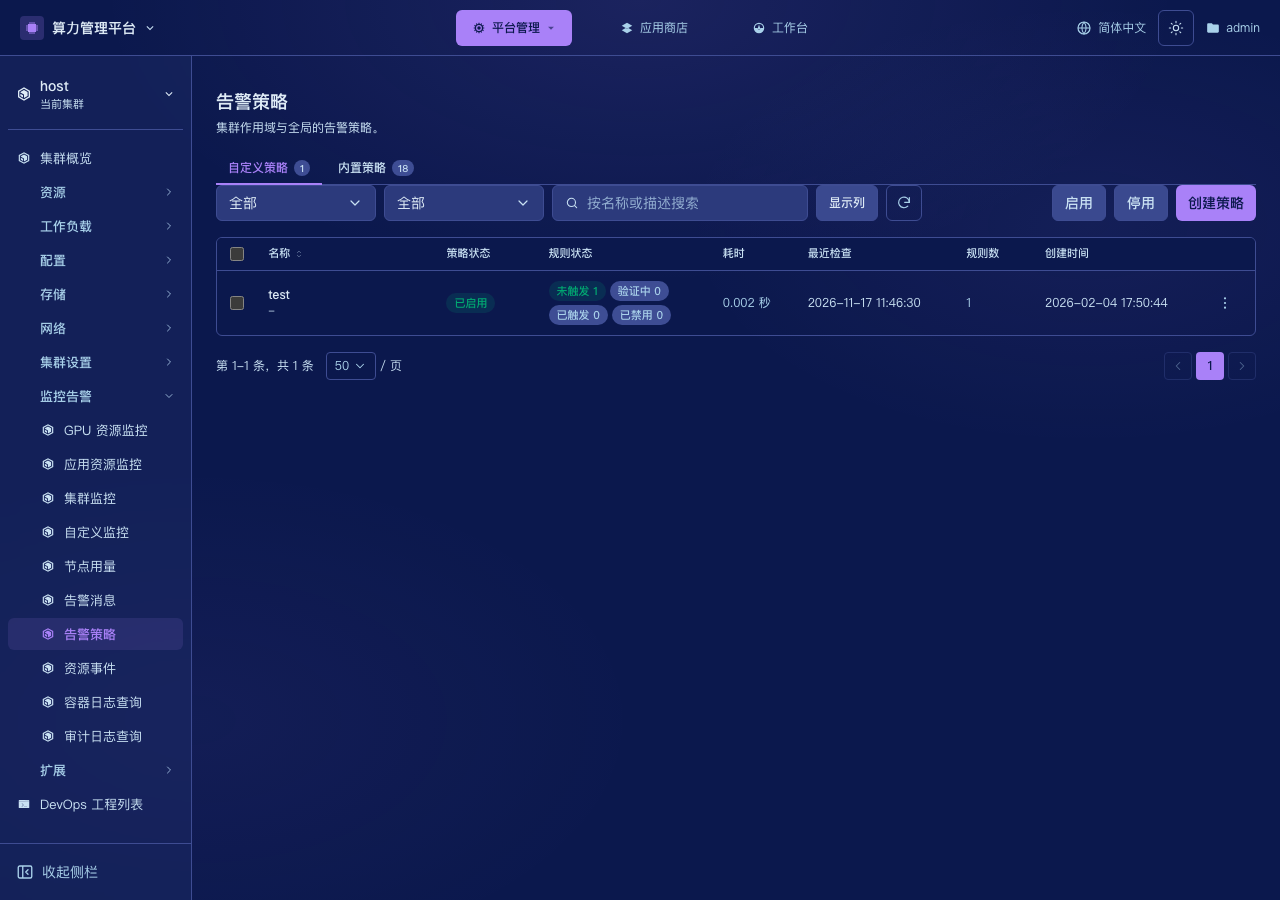 算力管理平台
平台管理
应用商店
工作台
简体中文
admin
host
当前集群
集群概览
资源
工作负载
配置
存储
网络
集群设置
监控告警
GPU 资源监控
应用资源监控
集群监控
自定义监控
节点用量
告警消息
告警策略
资源事件
容器日志查询
审计日志查询
扩展
DevOps 工程列表
收起侧栏
告警策略
集群作用域与全局的告警策略。
自定义策略 1
内置策略 18
全部
全部
按名称或描述搜索
显示列
启用
停用
创建策略
名称
策略状态
规则状态
耗时
最近检查
规则数
创建时间
test
–
已启用
未触发 1
验证中 0
已触发 0
已禁用 0
0.002 秒
2026-11-17 11:46:30
1
2026-02-04 17:50:44
第 1-1 条，共 1 条
50
/ 页
1